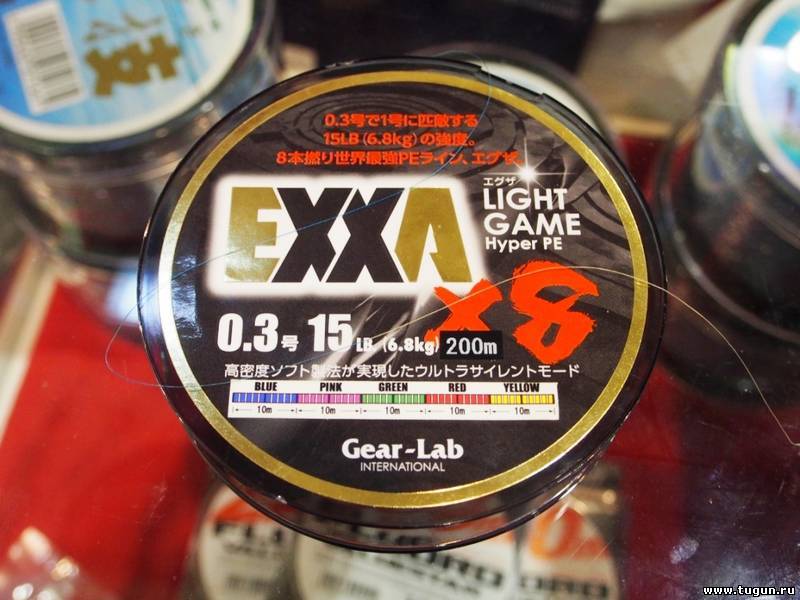 0.3号で1号に匹敵する
15LB(6.8kg)の強度。
8本撚り世界最強PEライン、エグザ。
EXXA
エグザ
LIGHT
GAME
Hyper PE
X8
0.3号 15LB.(6.8kg) 200m
高密度ソフト製法が実現したウルトラサイレントモード
BLUE PINK GREEN RED YELLOW
10m 10m 10m 10m 10m
Gear-Lab
INTERNATIONAL
www.tugun.ru